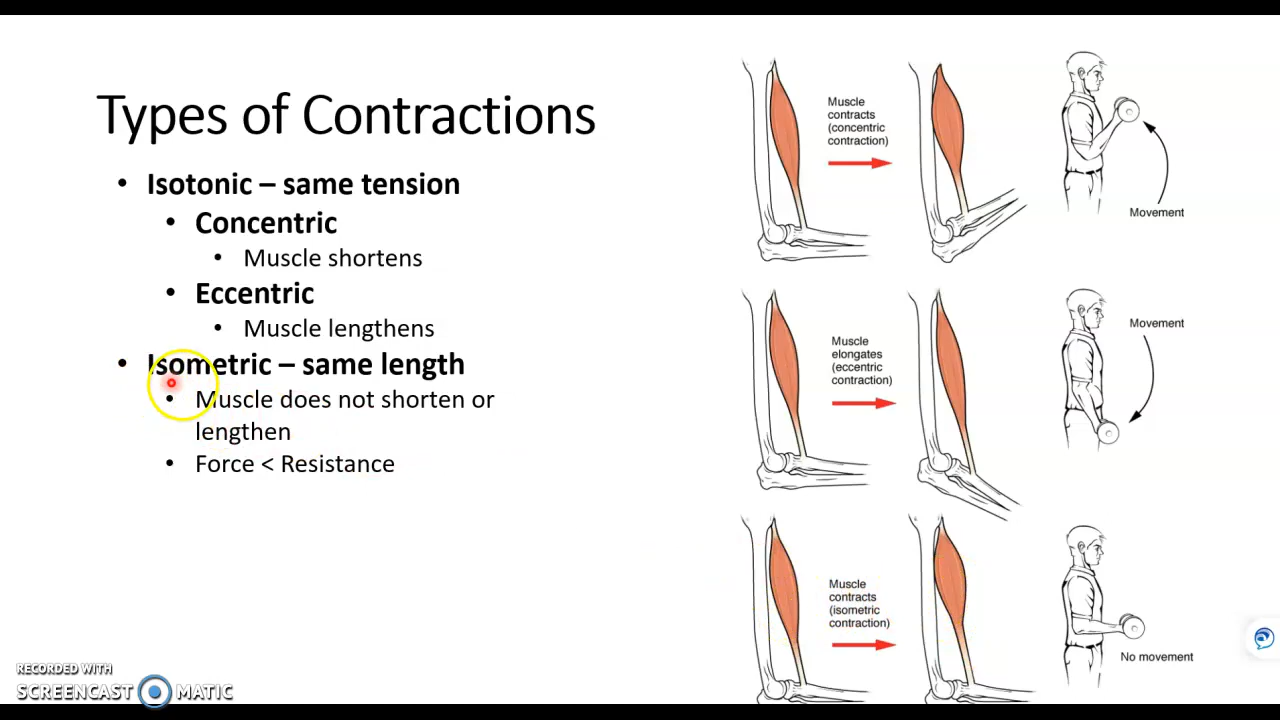 Types of Contractions
• Isotonic – same tension
• Concentric
• Muscle shortens
• Eccentric
• Muscle lengthens
• Isometric – same length
• Muscle does not shorten or
lengthen
• Force < Resistance
Muscle
contracts
(concentric
contraction)
Movement
Muscle
elongates
(eccentric
contraction)
Movement
Muscle
contracts
(isometric
contraction)
No movement
RECORDED WITH
SCREENCAST MATIC